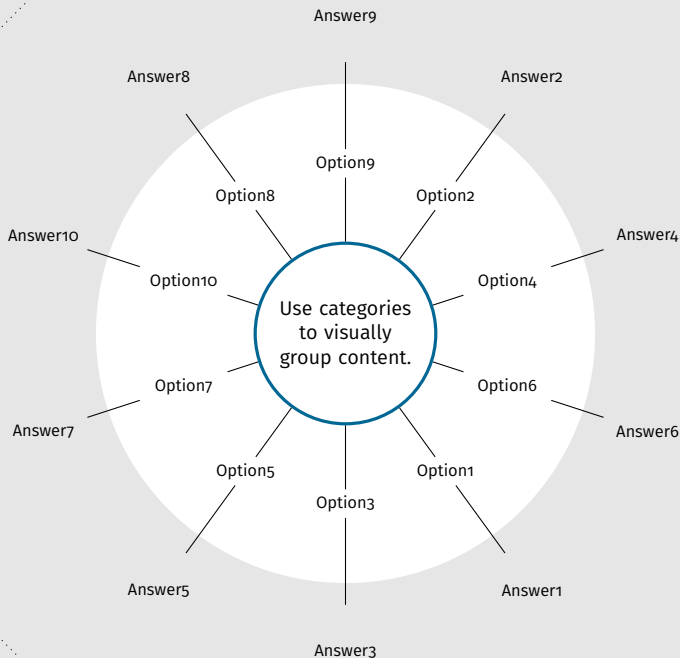 Answer9
Answer8
Answer2
Option9
Option8
Option2
Answer10
Answer4
Option10
Option4
Use categories
to visually
group content.
Option7
Option6
Answer7
Answer6
Option5
Option1
Option3
Answer5
Answer1
Answer3